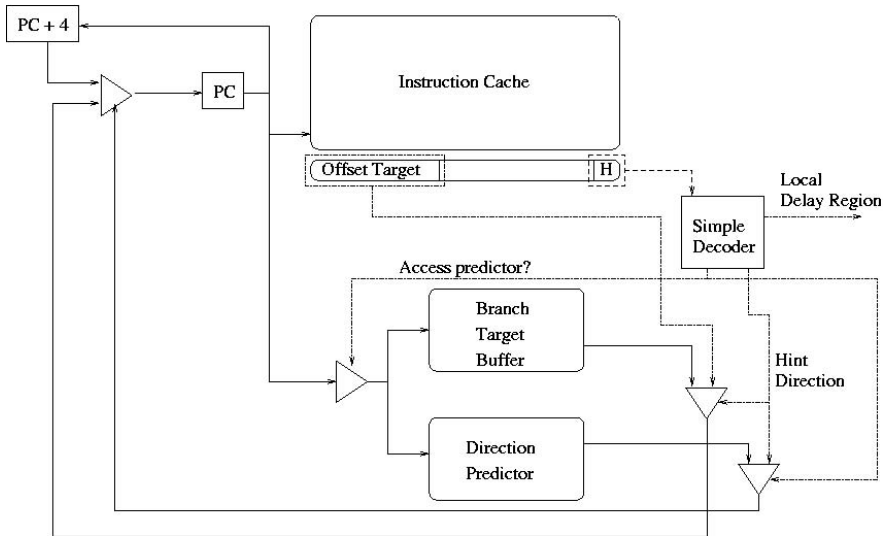 PC + 4
PC
Instruction Cache
Offset Target
H
Local
Delay Region
Simple
Decoder
Access predictor?
Branch
Target
Buffer
Hint
Direction
Direction
Predictor